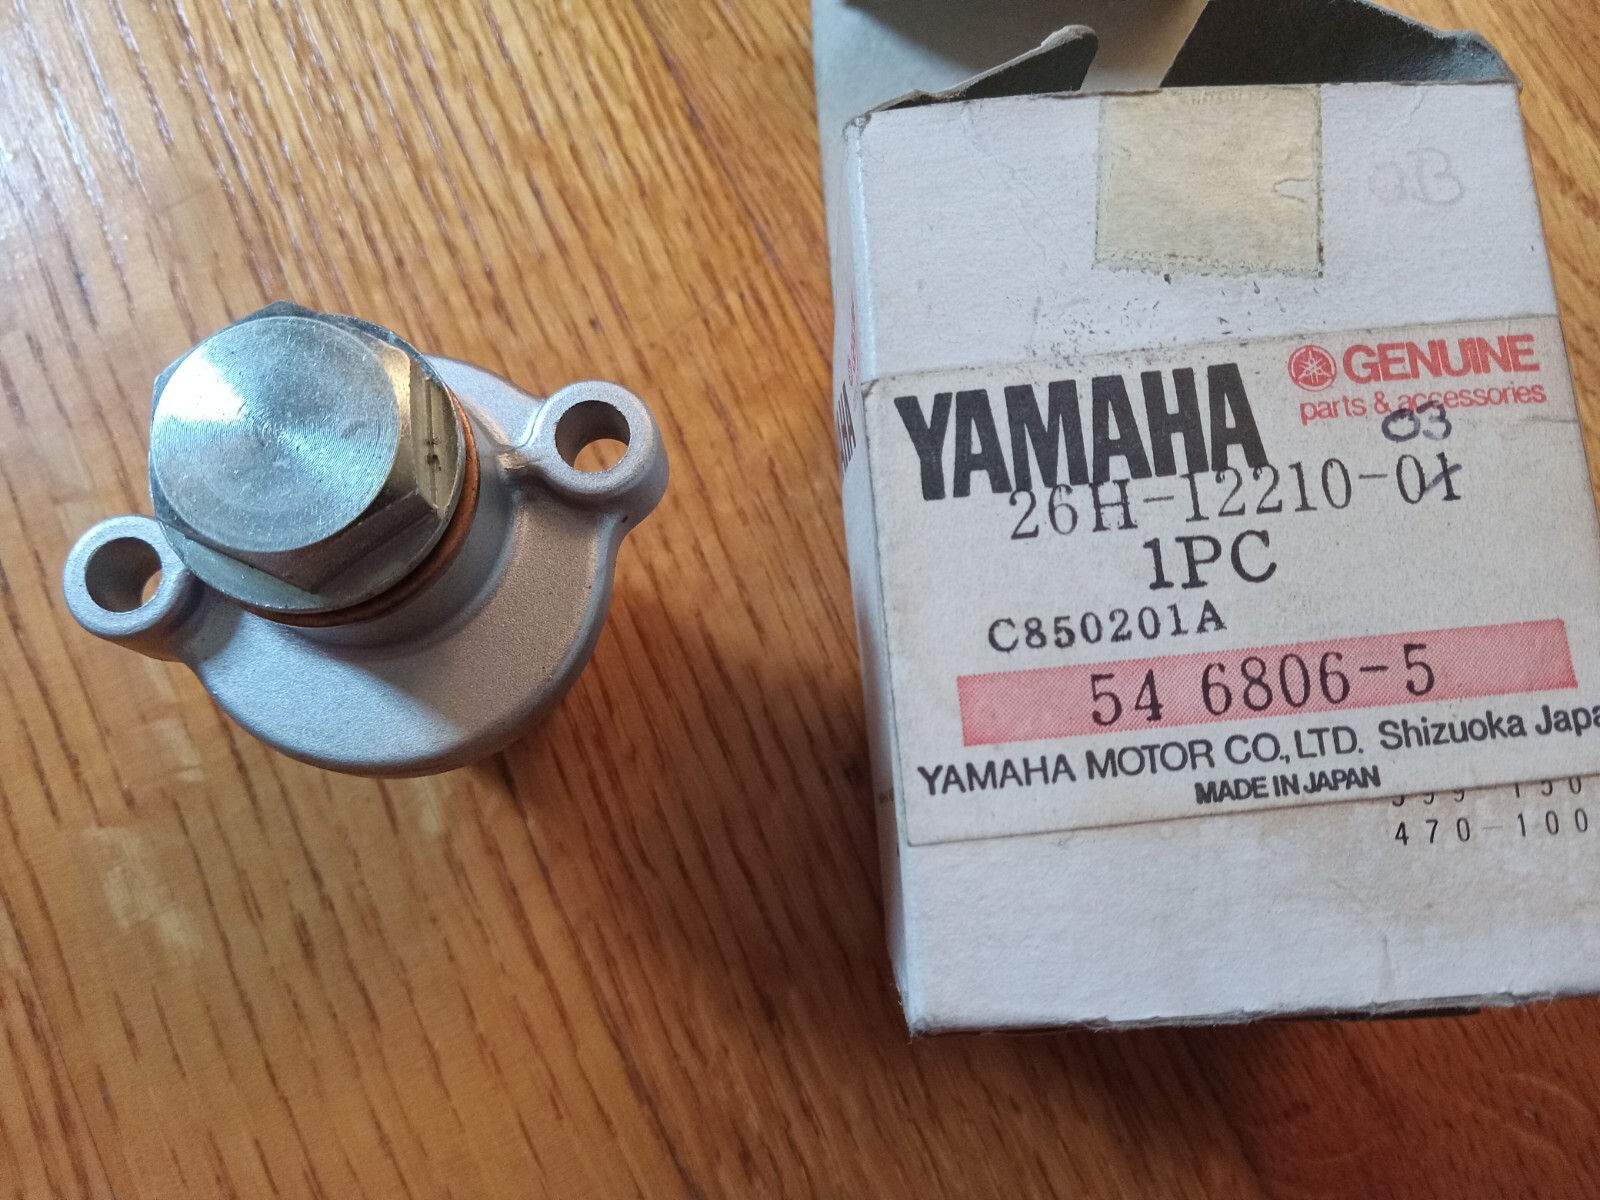 OB
GENUINE
parts & accessories
YAMAHA
03
26H-12210-01
1PC
C850201A
54 6806-5
YAMAHA MOTOR CO., LTD. Shizuoka Japa
MADE IN JAPAN
470-100